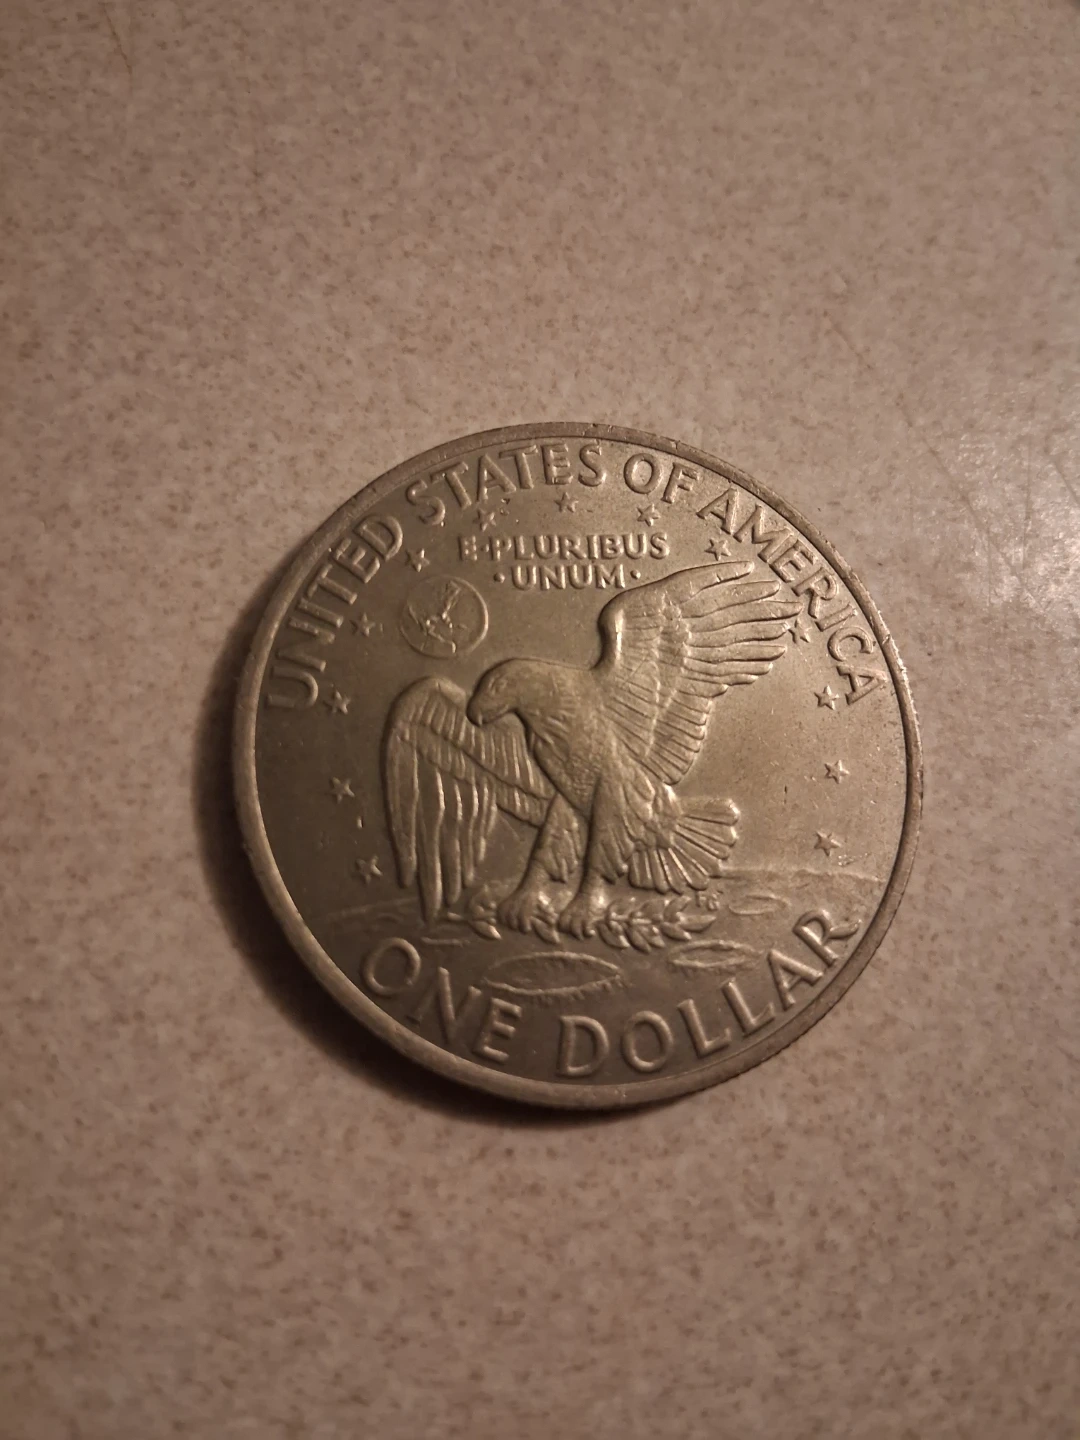 UNITED STATES OF AMERICA
E·PLURIBUS
·UNUM·
ONE DOLLAR